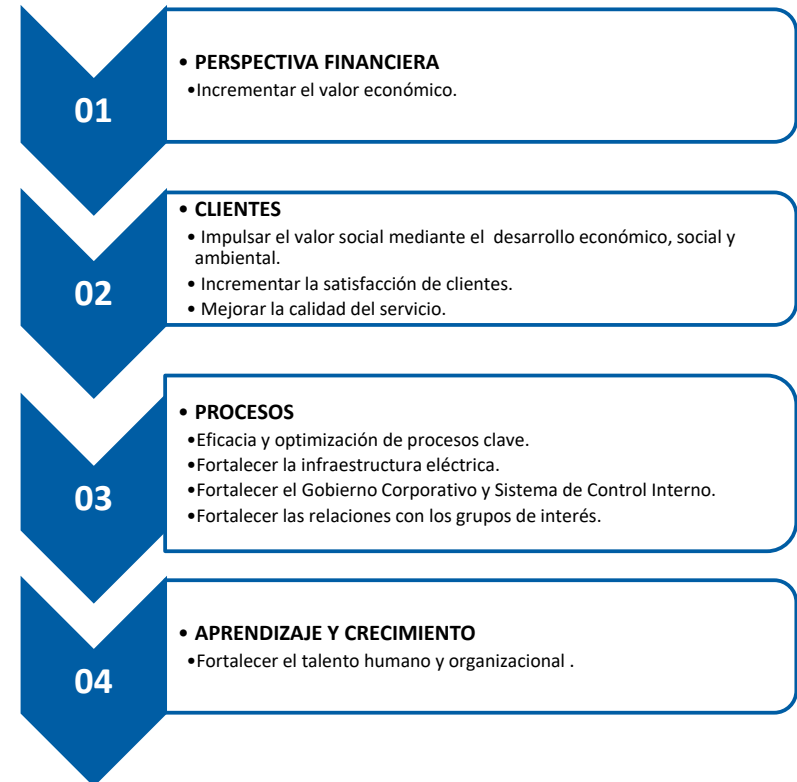 01
• PERSPECTIVA FINANCIERA
•Incrementar el valor económico.
02
• CLIENTES
• Impulsar el valor social mediante el desarrollo económico, social y
ambiental.
• Incrementar la satisfacción de clientes.
• Mejorar la calidad del servicio.
03
• PROCESOS
•Eficacia y optimización de procesos clave.
•Fortalecer la infraestructura eléctrica.
•Fortalecer el Gobierno Corporativo y Sistema de Control Interno.
•Fortalecer las relaciones con los grupos de interés.
04
• APRENDIZAJE Y CRECIMIENTO
•Fortalecer el talento humano y organizacional .